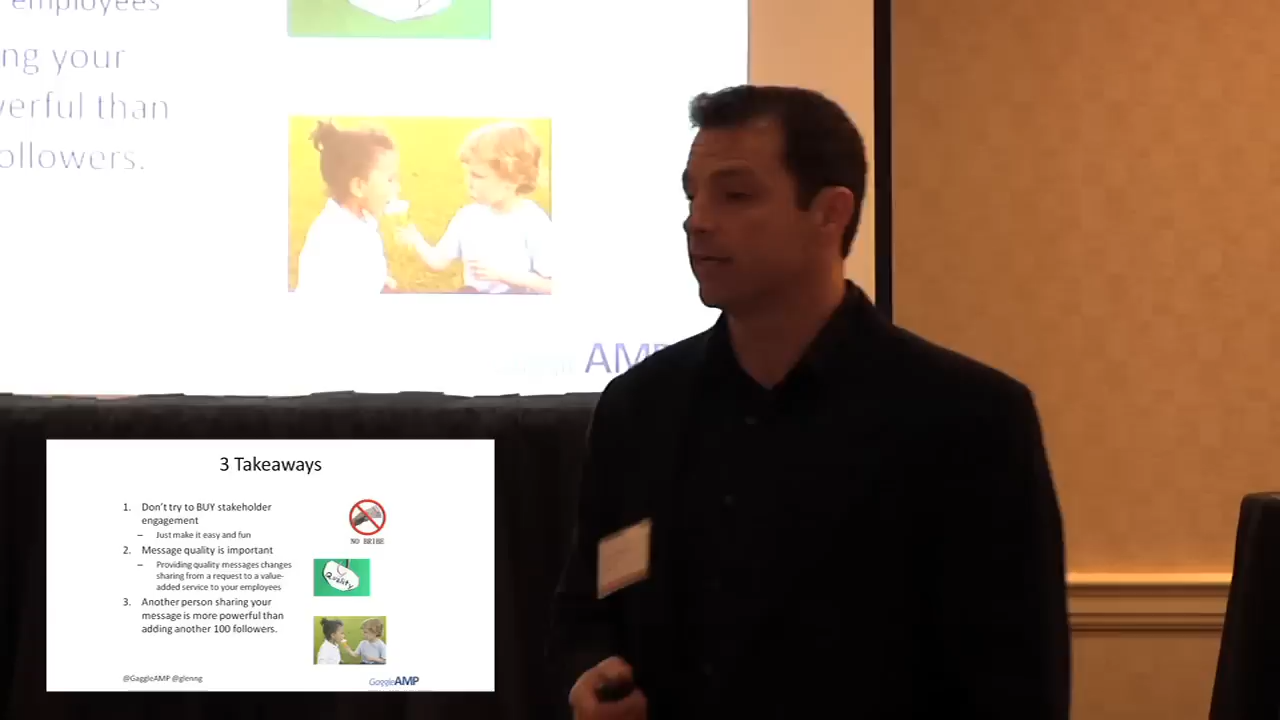 employees
ng your
verful than
ollowers.
AMP
3 Takeaways
1. Don't try to BUY stakeholder
engagement
– Just make it easy and fun
NO BRIBE
2. Message quality is important
– Providing quality messages changes
sharing from a request to a value-
added service to your employees
Quality
3. Another person sharing your
message is more powerful than
adding another 100 followers.
@GaggleAMP @glenng
GaggleAMP